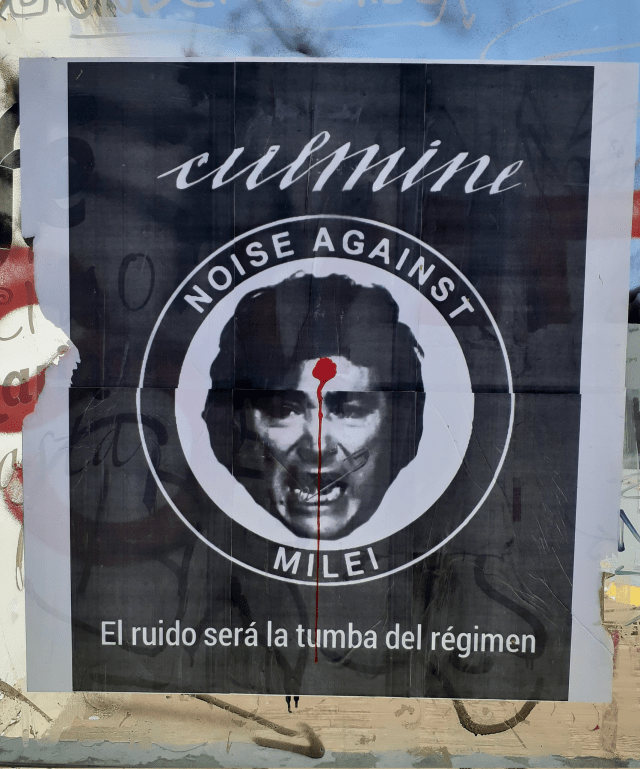 culmine
NOISE AGAINST
MILEI
El ruido será la tumba del régimen